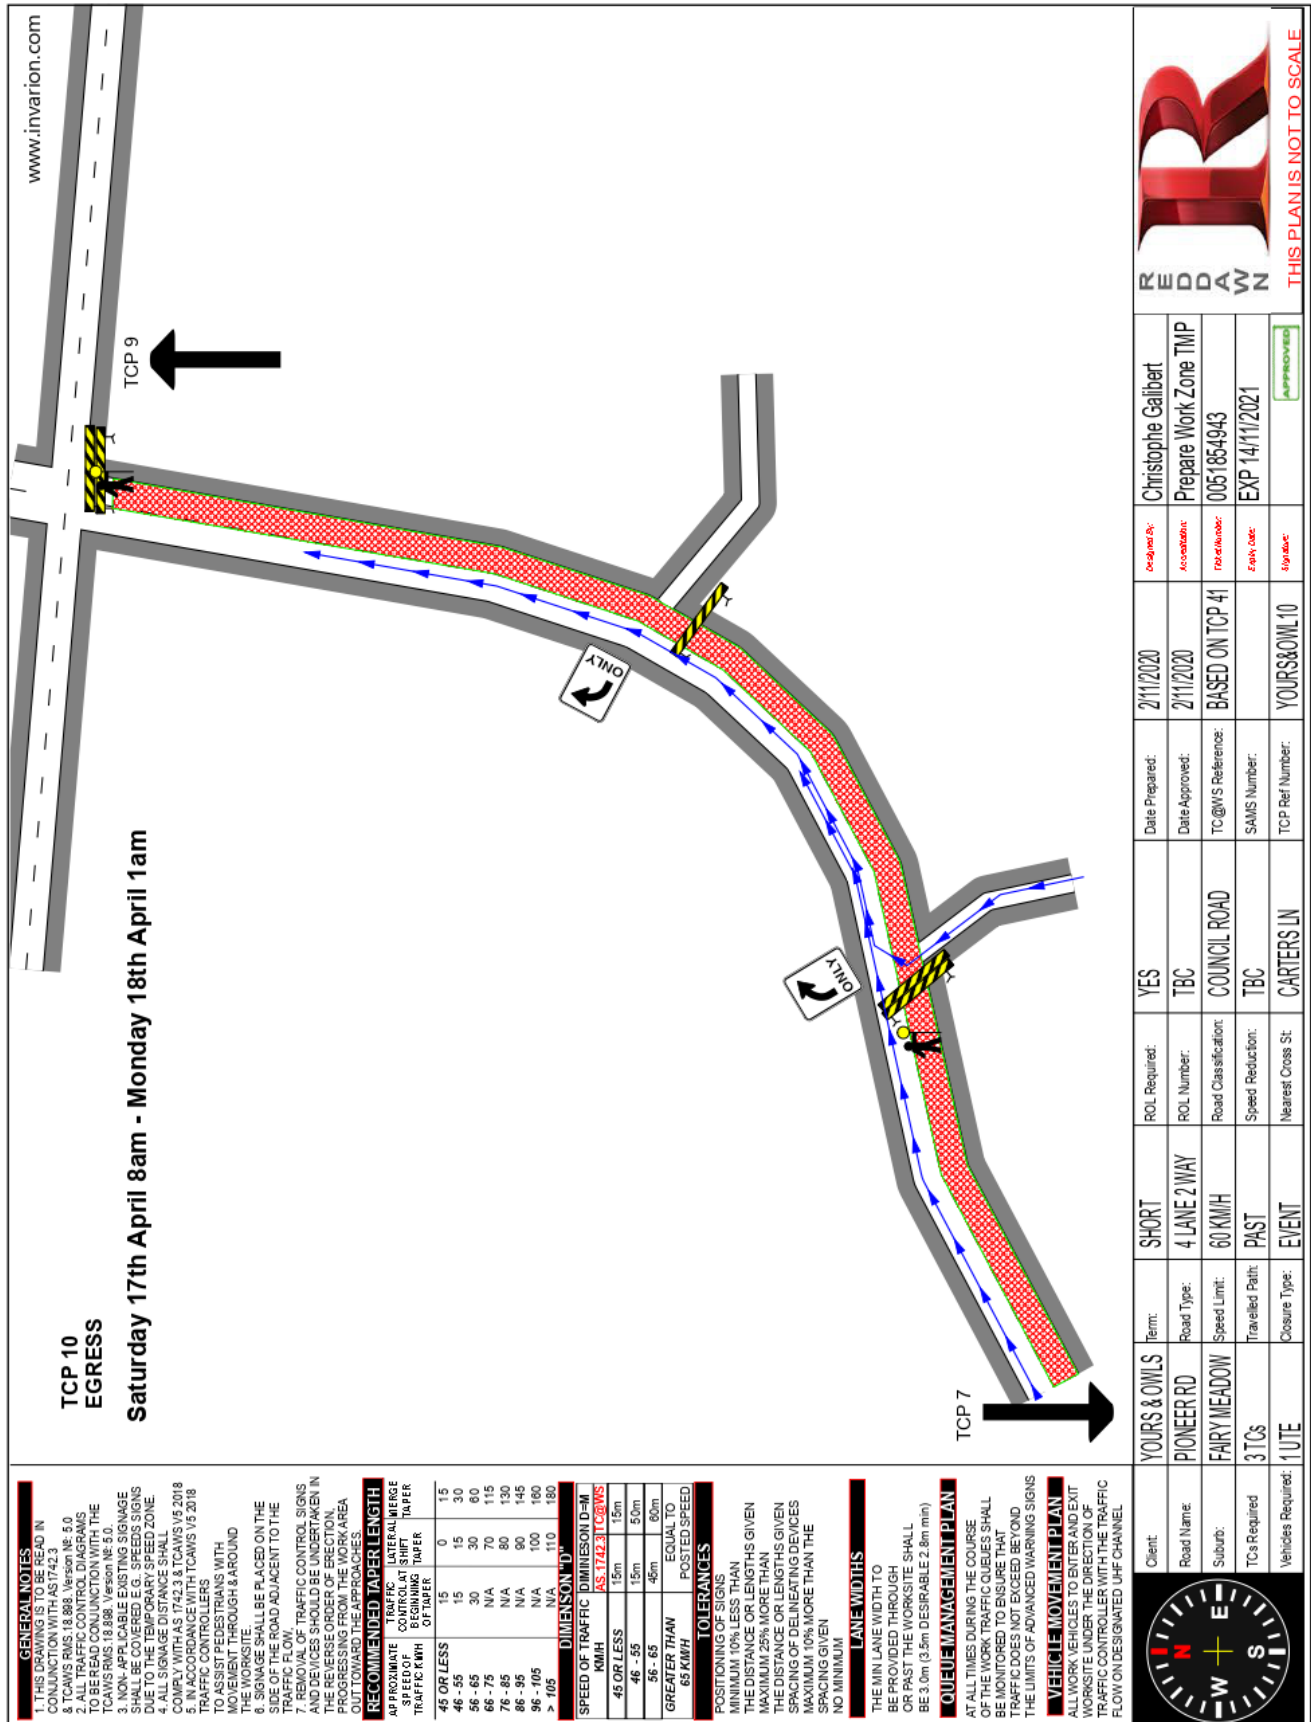 www.invarion.com
TCP 10
EGRESS
Saturday 17th April 8am - Monday 18th April 1am
TCP 9
TCP 7
ONLY
ONLY
GENERAL NOTES
1. THIS DRAWING IS TO BE READ IN
CONJUNCTION WITH AS1742.3
& TCAWS RMS.18.898. Version №: 5.0
2. ALL TRAFFIC CONTROL DIAGRAMS
TO BE READ CONJUNCTION WITH THE
TCAWS RMS.18.898. Version №: 5.0.
3. NON- APPLICABLE EXISTING SIGNAGE
SHALL BE COVERED E.G. SPEEDS SIGNS
DUE TO THE TEMPORARY SPEED ZONE.
4. ALL SIGNAGE DISTANCE SHALL
COMPLY WITH AS 1742.3 & TCAWS V5 2018
5. IN ACCORDANCE WITH TCAWS V5 2018
TRAFFIC CONTROLLERS
TO ASSIST PEDESTRIANS WITH
MOVEMENT THROUGH & AROUND
THE WORKSITE.
6. SIGNAGE SHALL BE PLACED ON THE
SIDE OF THE ROAD ADJACENT TO THE
TRAFFIC FLOW.
7. REMOVAL OF TRAFFIC CONTROL SIGNS
AND DEVICES SHOULD BE UNDERTAKEN IN
THE REVERSE ORDER OF ERECTION,
PROGRESSING FROM THE WORK AREA
OUT TOWARD THE APPROACHES.
RECOMMENDED TAPER LENGTH
APPROXIMATE SPEED OF TRAFFIC KM/H TRAFFIC CONTROL AT BEGINNING OF TAPER LATERAL SHIFT TAPER MERGE TAPER
45 OR LESS 15 0 15
46 - 55 15 15 30
56 - 65 30 30 60
66 - 75 N/A 70 115
76 - 85 N/A 80 130
86 - 95 N/A 90 145
96 - 105 N/A 100 160
> 105 N/A 110 180
DIMENSON "D"
SPEED OF TRAFFIC KM/H DIMINESON D=M
AS.1742.3 TC@WS
45 OR LESS 15m 15m
46 - 55 15m 50m
56 - 65 45m 60m
GREATER THAN 65 KM/H EQUAL TO POSTED SPEED
TOLERANCES
POSITIONING OF SIGNS
MINIMUM 10% LESS THAN
THE DISTANCE OR LENGTHS GIVEN
MAXIMUM 25% MORE THAN
THE DISTANCE OR LENGTHS GIVEN
SPACING OF DELINEATING DEVICES
MAXIMUM 10% MORE THAN THE
SPACING GIVEN
NO MINIMUM
LANE WIDTHS
THE MIN LANE WIDTH TO
BE PROVIDED THROUGH
OR PAST THE WORKSITE SHALL
BE 3.0m (3.5m DESIRABLE 2.8m min)
QUEUE MANAGEMENT PLAN
AT ALL TIMES DURING THE COURSE
OF THE WORK TRAFFIC QUEUES SHALL
BE MONITORED TO ENSURE THAT
TRAFFIC DOES NOT EXCEED BEYOND
THE LIMITS OF ADVANCED WARNING SIGNS
VEHICLE MOVEMENT PLAN
ALL WORK VEHICLES TO ENTER AND EXIT
WORKSITE UNDER THE DIRECTION OF
TRAFFIC CONTROLLER WITH THE TRAFFIC
FLOW ON DESIGNATED UHF CHANNEL
N E S W
Client: YOURS & OWLS Term: SHORT ROL Required: YES Date Prepared: 2/11/2020 Designed By: Christophe Galibert
Road Name: PIONEER RD Road Type: 4 LANE 2 WAY ROL Number: TBC Date Approved: 2/11/2020 Accreditation: Prepare Work Zone TMP
Suburb: FAIRY MEADOW Speed Limit: 60 KM/H Road Classification: COUNCIL ROAD TC@WS Reference: BASED ON TCP 41 Ticket Number: 0051854943
TCs Required 3 TCs Travelled Path: PAST Speed Reduction: TBC SAMS Number: Expiry Date: EXP 14/11/2021
Vehicles Required: 1 UTE Closure Type: EVENT Nearest Cross St: CARTERS LN TCP Ref Number: YOURS&OWL10 Signature: APPROVED
R
RED
DAWN
THIS PLAN IS NOT TO SCALE